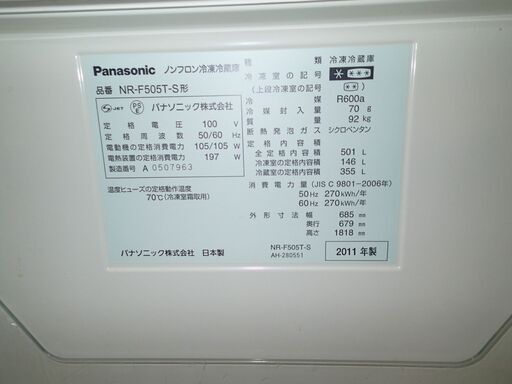 Panasonic ノンフロン冷凍冷蔵庫
品番 NR-F505T-S形
JET PSE パナソニック株式会社
定格電圧 100 V
定格周波数 50/60 Hz
電動機の定格消費電力 105/105 W
電熱装置の定格消費電力 197 W
製造番号 A 0507963
温度ヒューズの定格動作温度
70℃(冷凍室霜取用)
パナソニック株式会社 日本製
種類 冷凍冷蔵庫
冷凍室の記号 ****
(上段冷凍室の記号) (**)
冷媒 R600a
冷媒封入量 70 g
質量 92 kg
断熱発泡ガス シクロペンタン
定格内容積
全定格内容積 501 L
冷凍室の定格内容積 146 L
冷蔵室の定格内容積 355 L
消費電力量 (JIS C 9801-2006年)
50Hz 270 kWh/年
60Hz 270 kWh/年
外形寸法 幅 685 mm
奥行 679 mm
高さ 1818 mm
NR-F505T-S
AH-280551
2011 年製